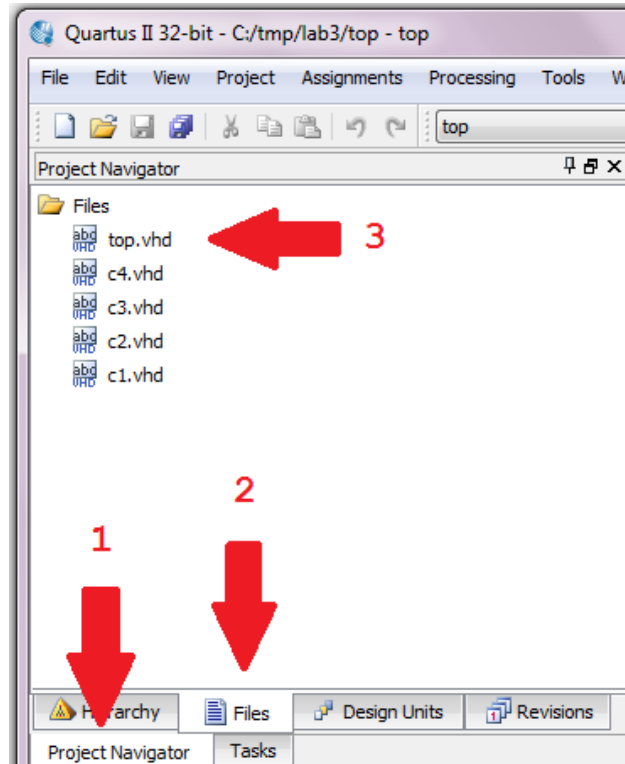 Quartus II 32-bit - C:/tmp/lab3/top - top
File Edit View Project Assignments Processing Tools W
top
Project Navigator
Files
top.vhd 3
c4.vhd
c3.vhd
c2.vhd
c1.vhd
2
1
Hierarchy Files Design Units Revisions
Project Navigator Tasks